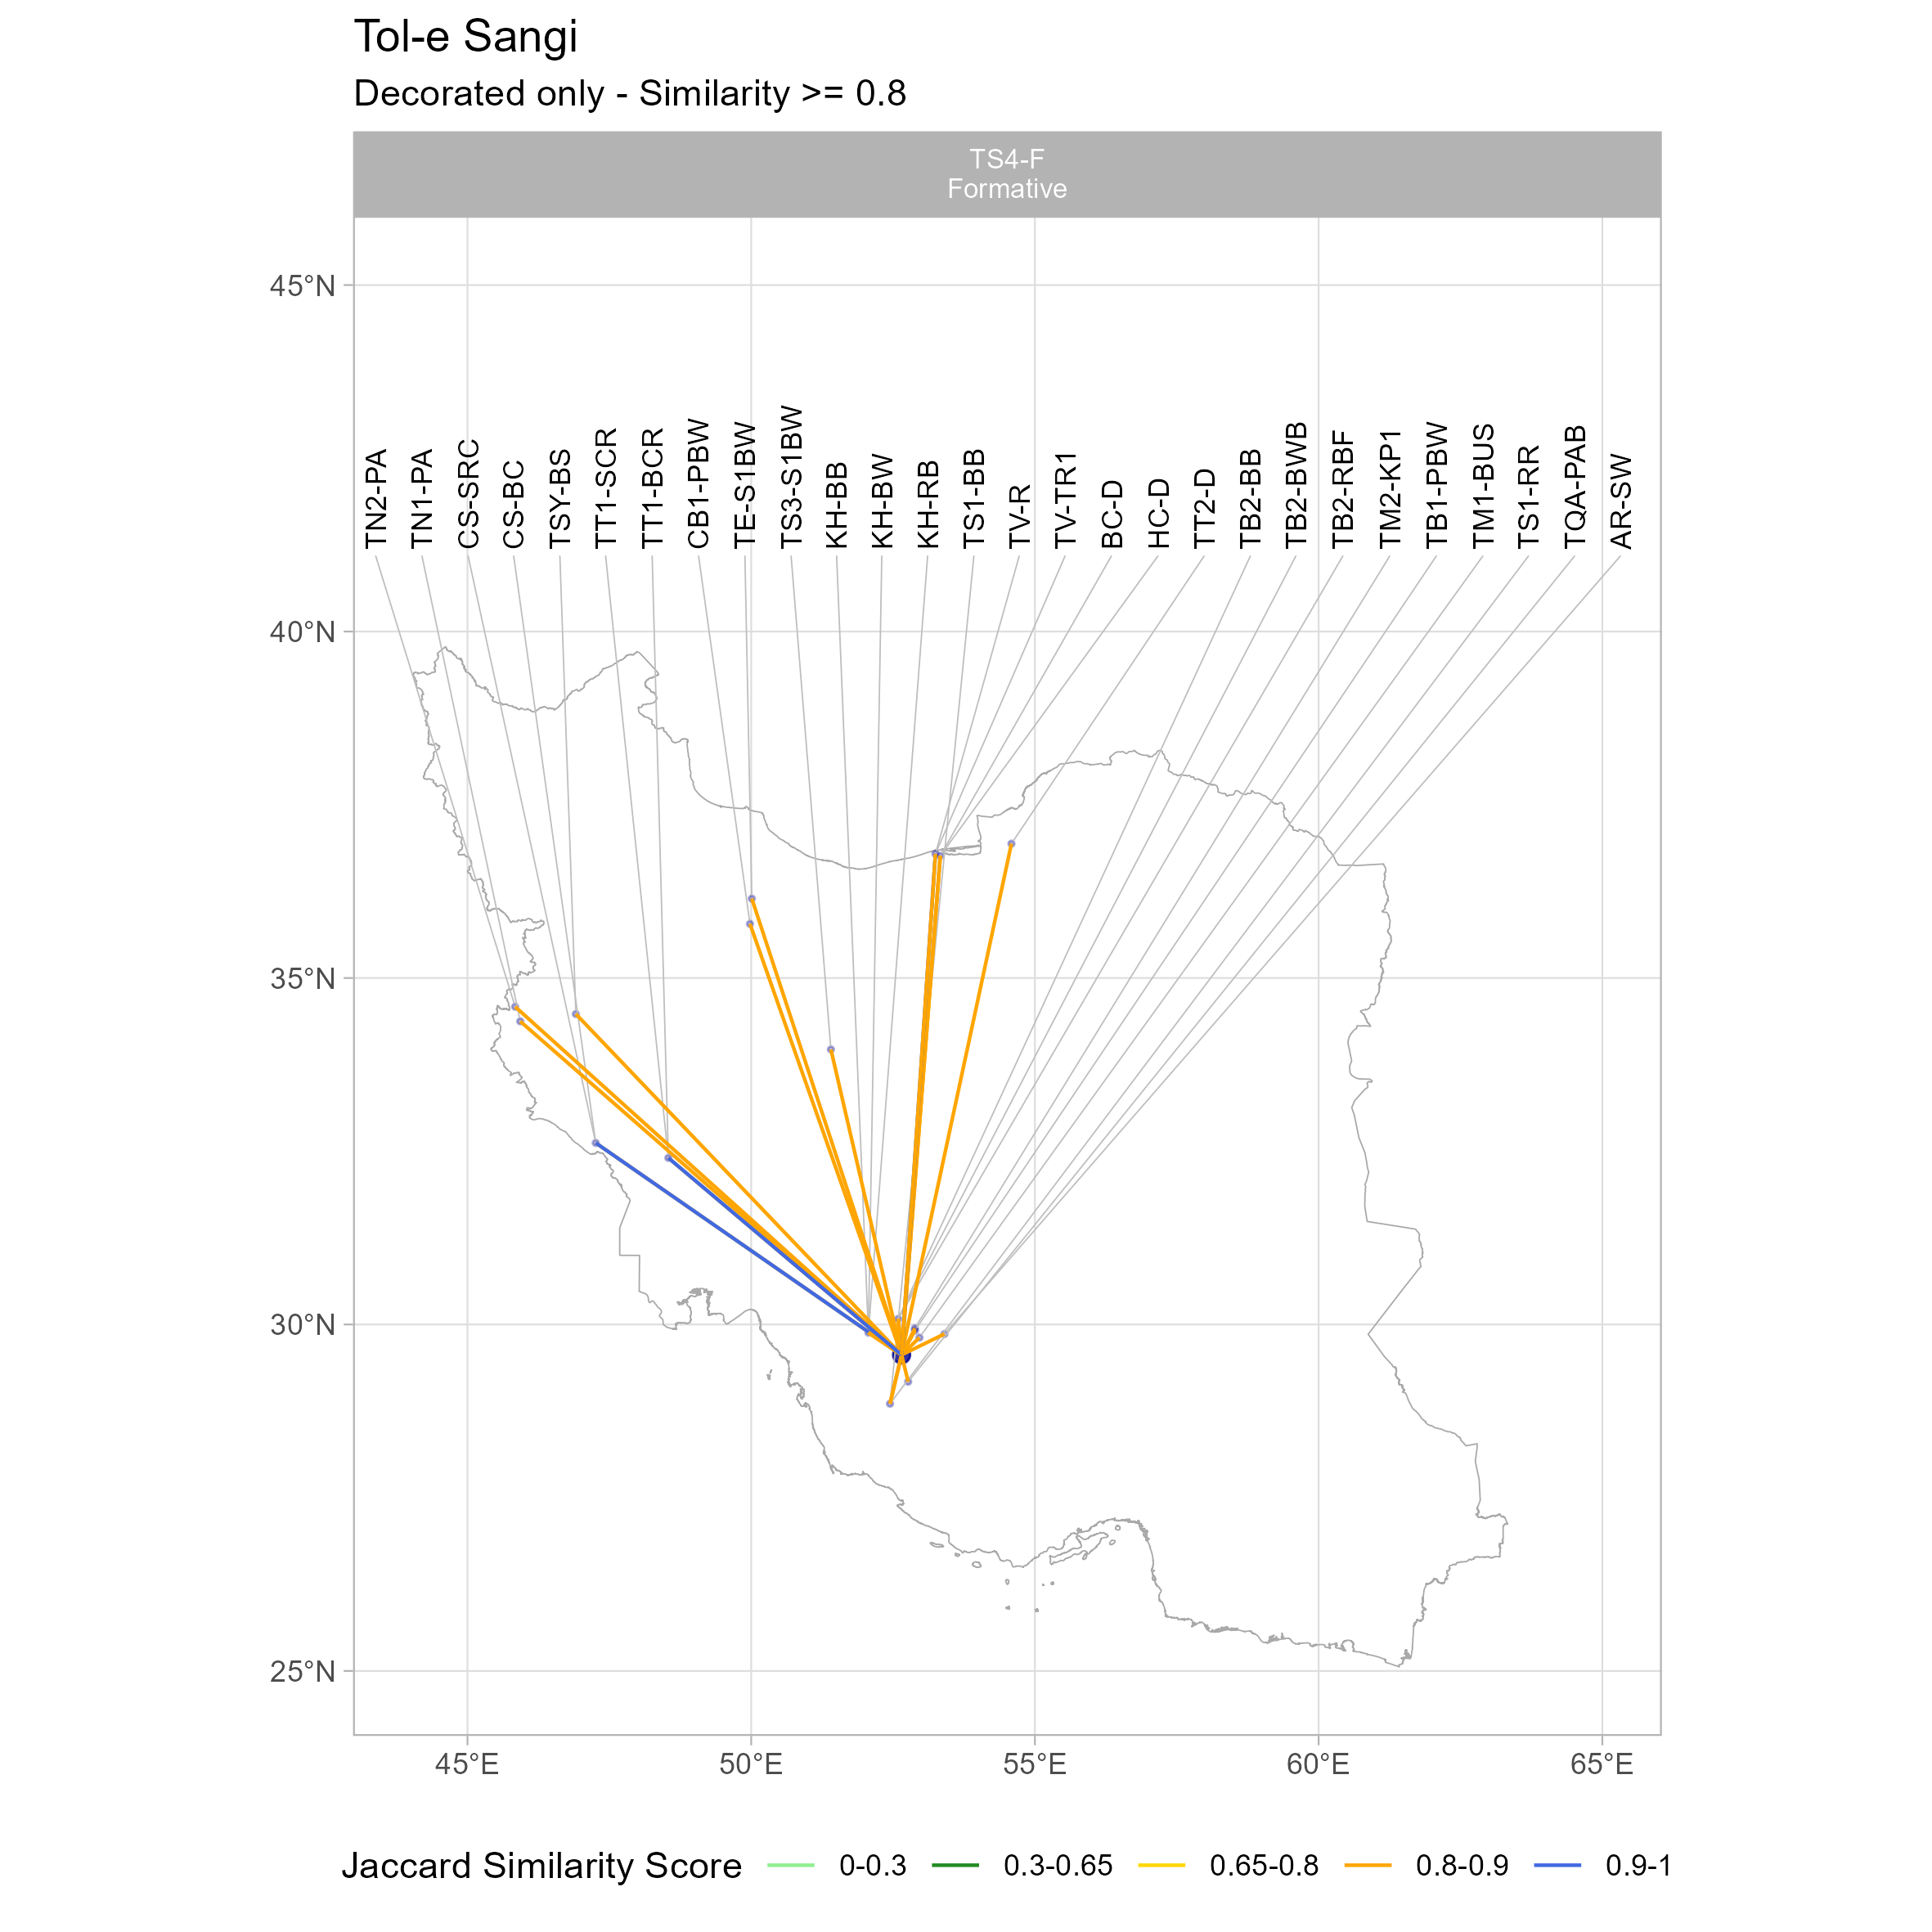 Tol-e Sangi
Decorated only - Similarity >= 0.8
TS4-F
Formative
45°N
40°N
35°N
30°N
25°N
TN2-PA
TN1-PA
CS-SRC
CS-BC
TSY-BS
TT1-SCR
TT1-BCR
CB1-PBW
TE-S1BW
TS3-S1BW
KH-BB
KH-BW
KH-RB
TS1-BB
TV-R
TV-TR1
BC-D
HC-D
TT2-D
TB2-BB
TB2-BWB
TB2-RBF
TM2-KP1
TB1-PBW
TM1-BUS
TS1-RR
TQA-PAB
AR-SW
45°E 50°E 55°E 60°E 65°E
Jaccard Similarity Score 0-0.3 0.3-0.65 0.65-0.8 0.8-0.9 0.9-1